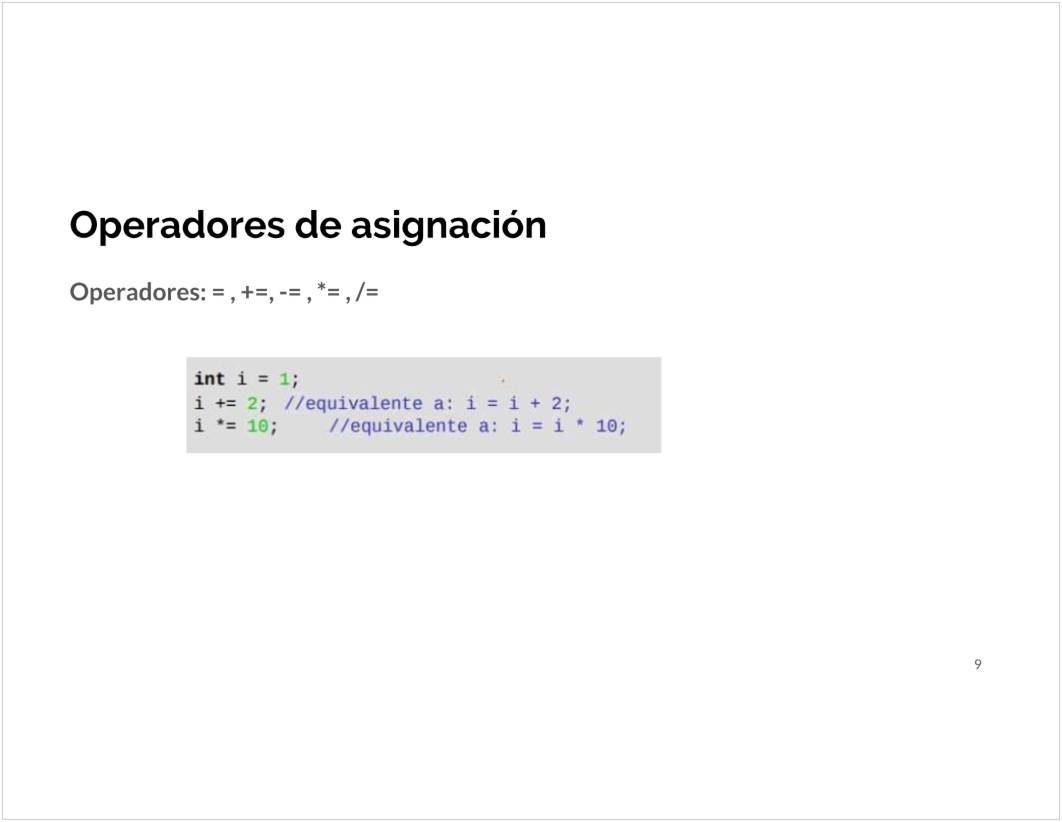 Operadores de asignación
Operadores: = , +=, -= , *= , /=
int i = 1;
i += 2; //equivalente a: i = i + 2;
i *= 10; //equivalente a: i = i * 10;
9